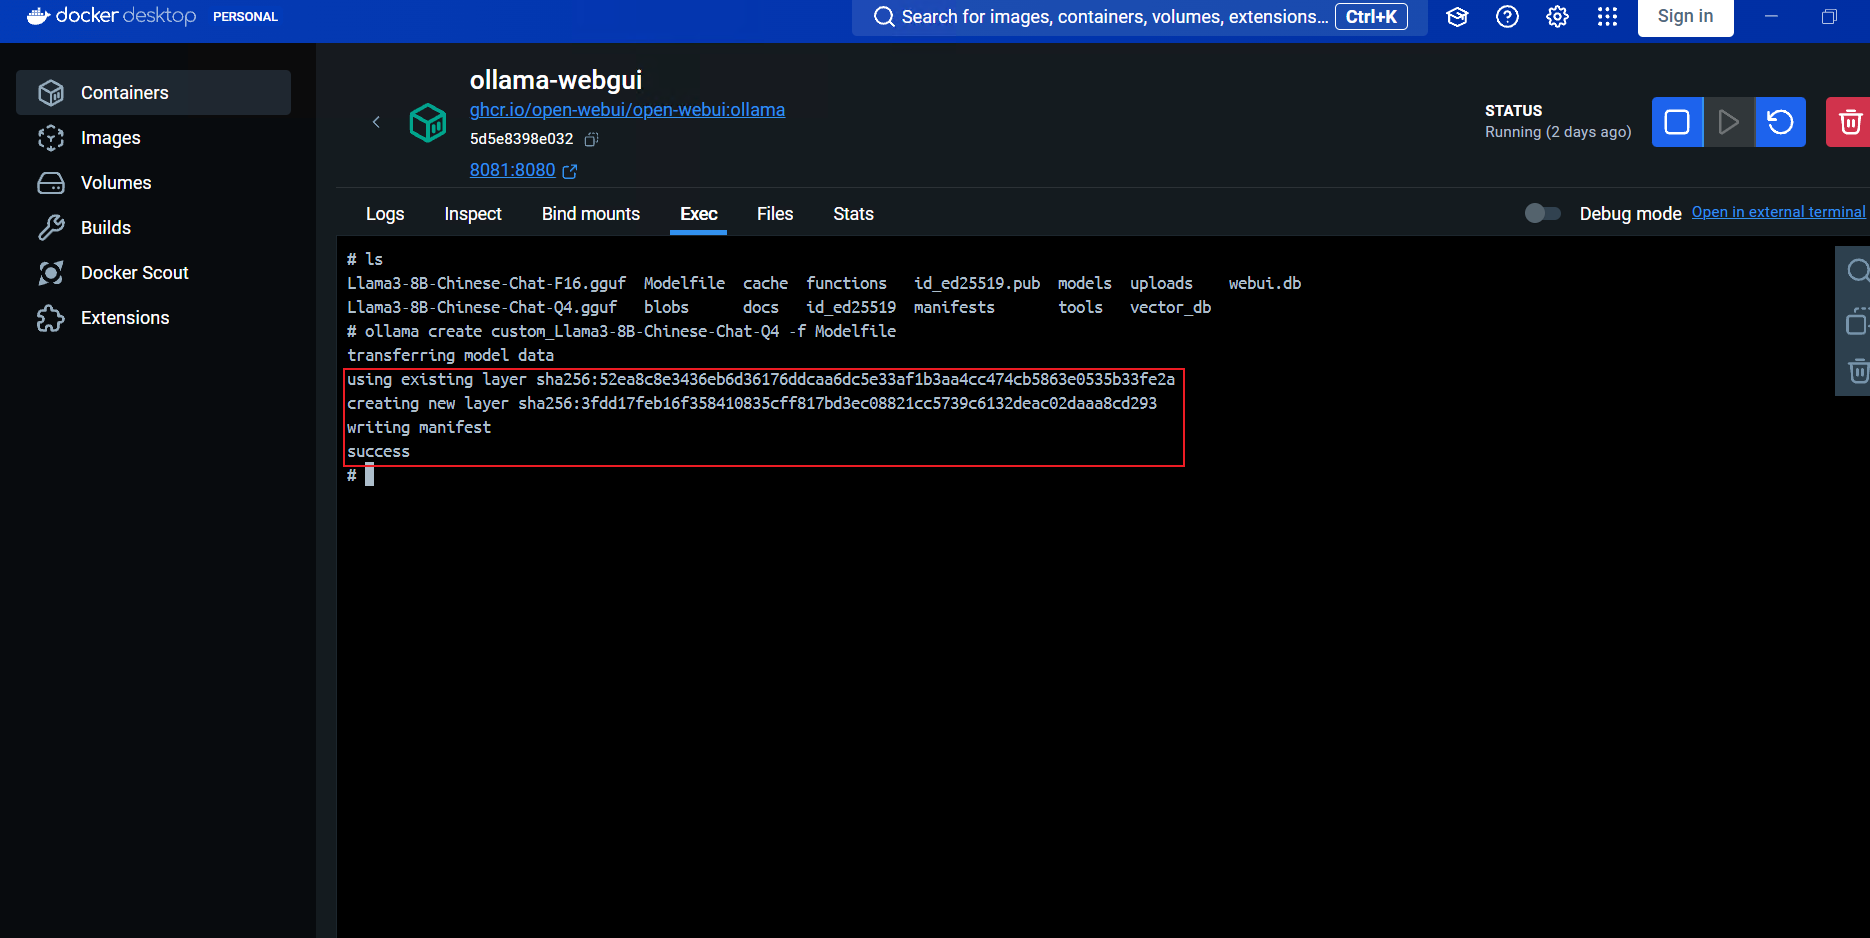 docker desktop PERSONAL
Search for images, containers, volumes, extensions... Ctrl+K
Sign in
Containers
Images
Volumes
Builds
Docker Scout
Extensions
ollama-webgui
ghcr.io/open-webui/open-webui:ollama
5d5e8398e032
8081:8080
STATUS
Running (2 days ago)
Logs Inspect Bind mounts Exec Files Stats
Debug mode Open in external terminal
# ls
Llama3-8B-Chinese-Chat-F16.gguf Modelfile cache functions id_ed25519.pub models uploads webui.db
Llama3-8B-Chinese-Chat-Q4.gguf blobs docs id_ed25519 manifests tools vector_db
# ollama create custom_Llama3-8B-Chinese-Chat-Q4 -f Modelfile
transferring model data
using existing layer sha256:52ea8c8e3436eb6d36176ddcaa6dc5e33af1b3aa4cc474cb5863e0535b33fe2a
creating new layer sha256:3fdd17feb16f358410835cff817bd3ec08821cc5739c6132deac02daaa8cd293
writing manifest
success
#